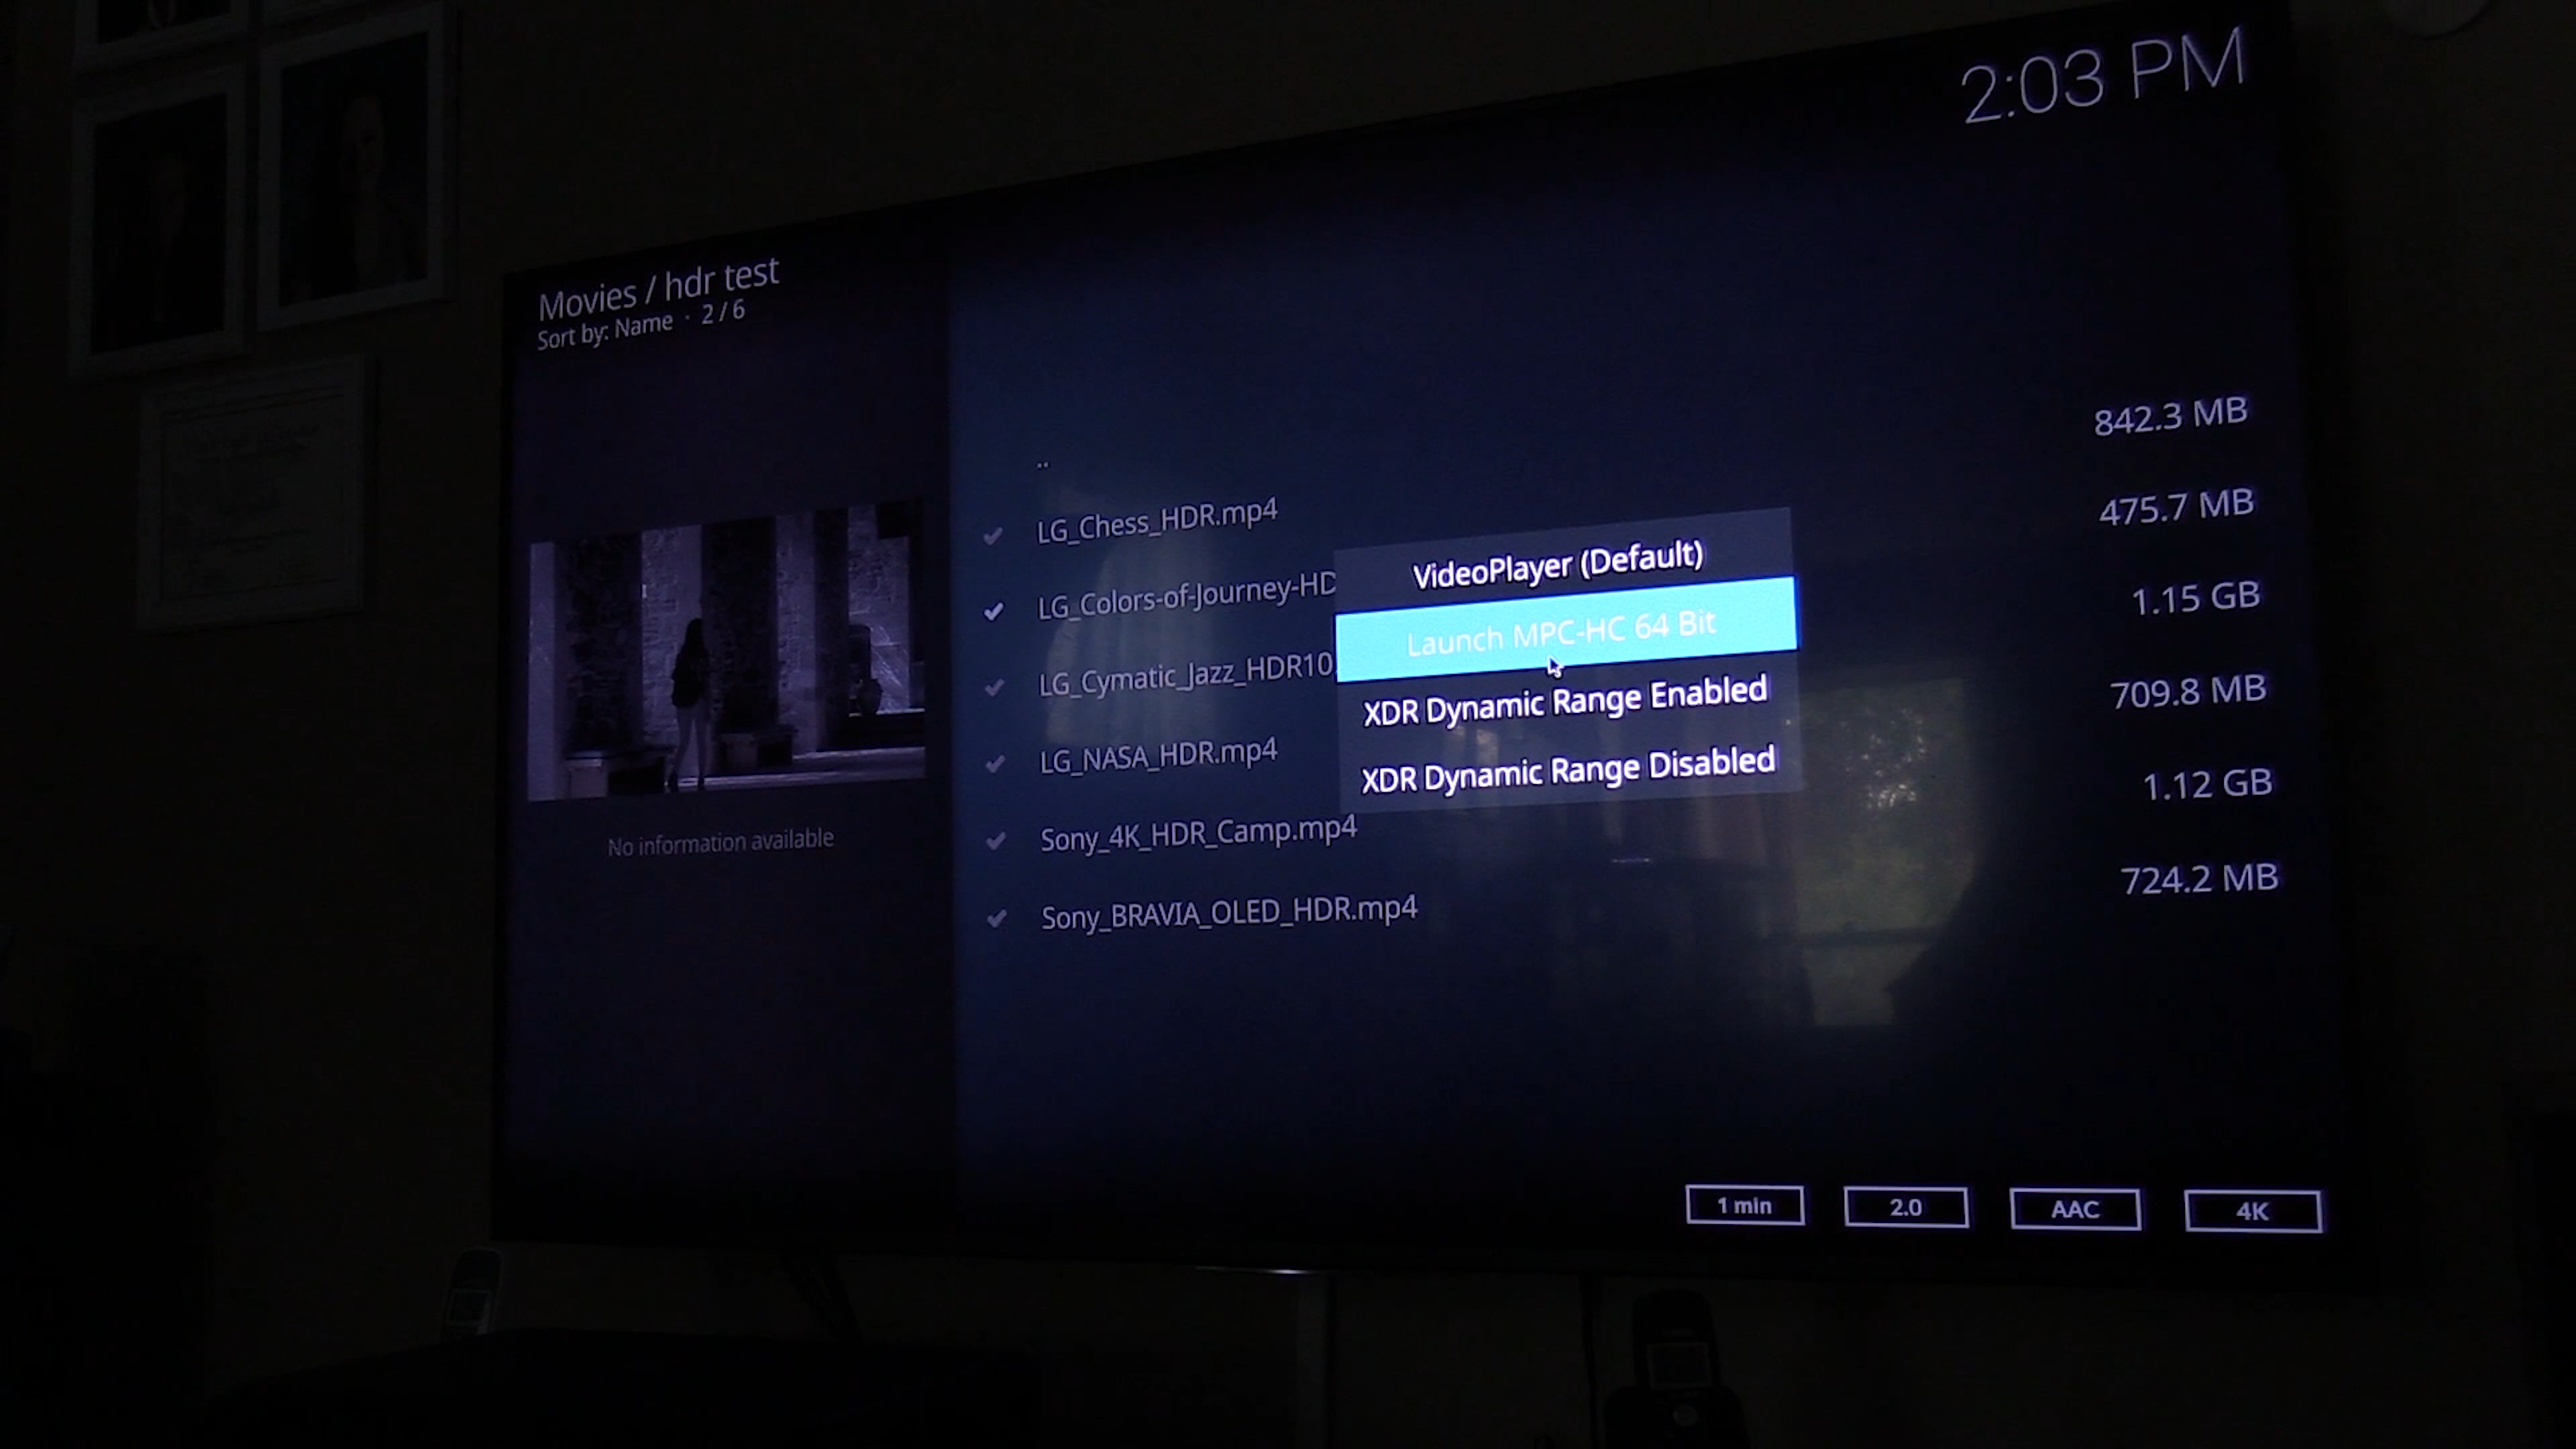 2:03 PM
Movies / hdr test
Sort by: Name · 2 / 6
..
842.3 MB
LG_Chess_HDR.mp4
475.7 MB
LG_Colors-of-Journey-HD
1.15 GB
LG_Cymatic_Jazz_HDR10
709.8 MB
LG_NASA_HDR.mp4
1.12 GB
Sony_4K_HDR_Camp.mp4
724.2 MB
Sony_BRAVIA_OLED_HDR.mp4
VideoPlayer (Default)
Launch MPC-HC 64 Bit
XDR Dynamic Range Enabled
XDR Dynamic Range Disabled
No information available
1 min
2.0
AAC
4K